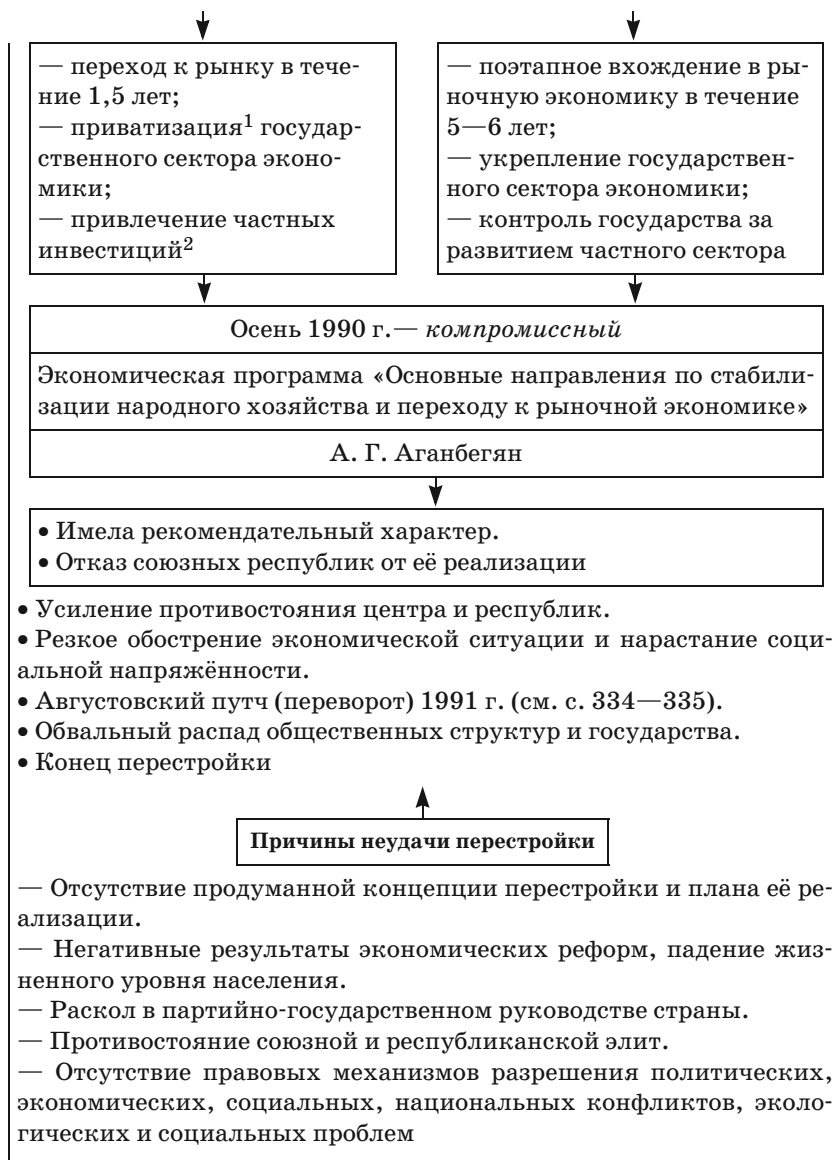 — переход к рынку в тече-
ние 1,5 лет;
— приватизация¹ государ-
ственного сектора эконо-
мики;
— привлечение частных
инвестиций²
— поэтапное вхождение в ры-
ночную экономику в течение
5—6 лет;
— укрепление государствен-
ного сектора экономики;
— контроль государства за
развитием частного сектора
Осень 1990 г.— компромиссный
Экономическая программа «Основные направления по стабили-
зации народного хозяйства и переходу к рыночной экономике»
А. Г. Аганбегян
• Имела рекомендательный характер.
• Отказ союзных республик от её реализации
• Усиление противостояния центра и республик.
• Резкое обострение экономической ситуации и нарастание соци-
альной напряжённости.
• Августовский путч (переворот) 1991 г. (см. с. 334—335).
• Обвальный распад общественных структур и государства.
• Конец перестройки
Причины неудачи перестройки
— Отсутствие продуманной концепции перестройки и плана её ре-
ализации.
— Негативные результаты экономических реформ, падение жиз-
ненного уровня населения.
— Раскол в партийно-государственном руководстве страны.
— Противостояние союзной и республиканской элит.
— Отсутствие правовых механизмов разрешения политических,
экономических, социальных, национальных конфликтов, эколо-
гических и социальных проблем